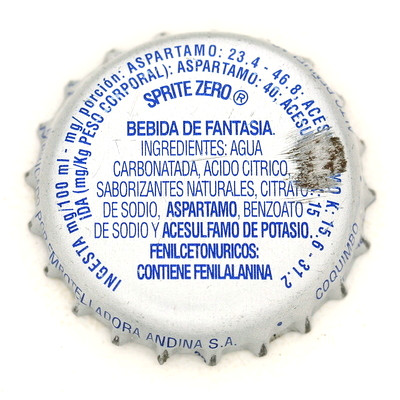 INGESTA mg/100 ml - mg/porción: ASPARTAMO: 23.4 - 46.8; ACESU K: 15.6 - 31.2
IDA (mg/Kg PESO CORPORAL): ASPARTAMO: 40; ACESU : 15
SPRITE ZERO ®
BEBIDA DE FANTASIA.
INGREDIENTES: AGUA
CARBONATADA, ACIDO CITRICO,
SABORIZANTES NATURALES, CITRATO
DE SODIO, ASPARTAMO, BENZOATO
DE SODIO Y ACESULFAMO DE POTASIO.
FENILCETONURICOS:
CONTIENE FENILALANINA
EMBOTELLADORA ANDINA S.A.
COQUIMBO